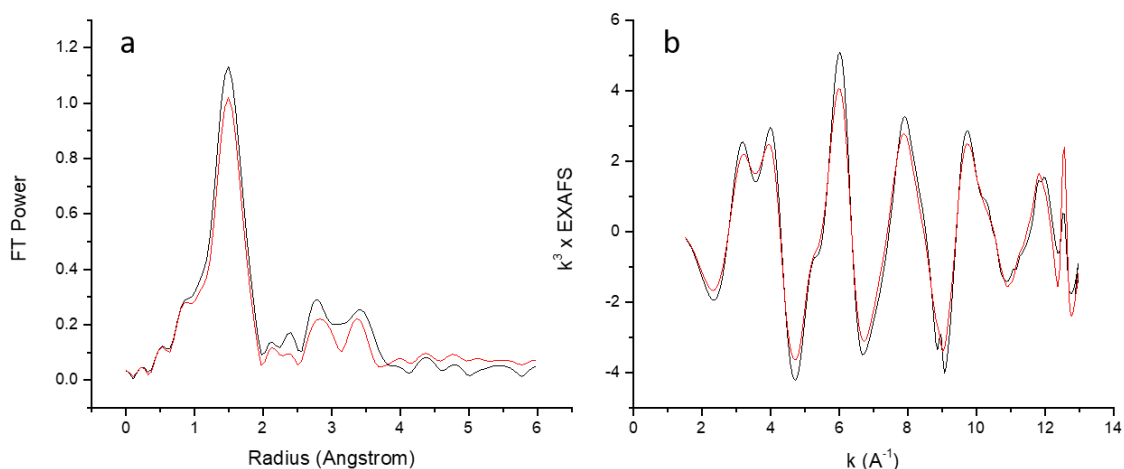 a
1.2
1.0
0.8
0.6
0.4
0.2
0.0
FT Power
0 1 2 3 4 5 6
Radius (Angstrom)
b
6
4
2
0
-2
-4
k³ x EXAFS
0 2 4 6 8 10 12 14
k (A⁻¹)